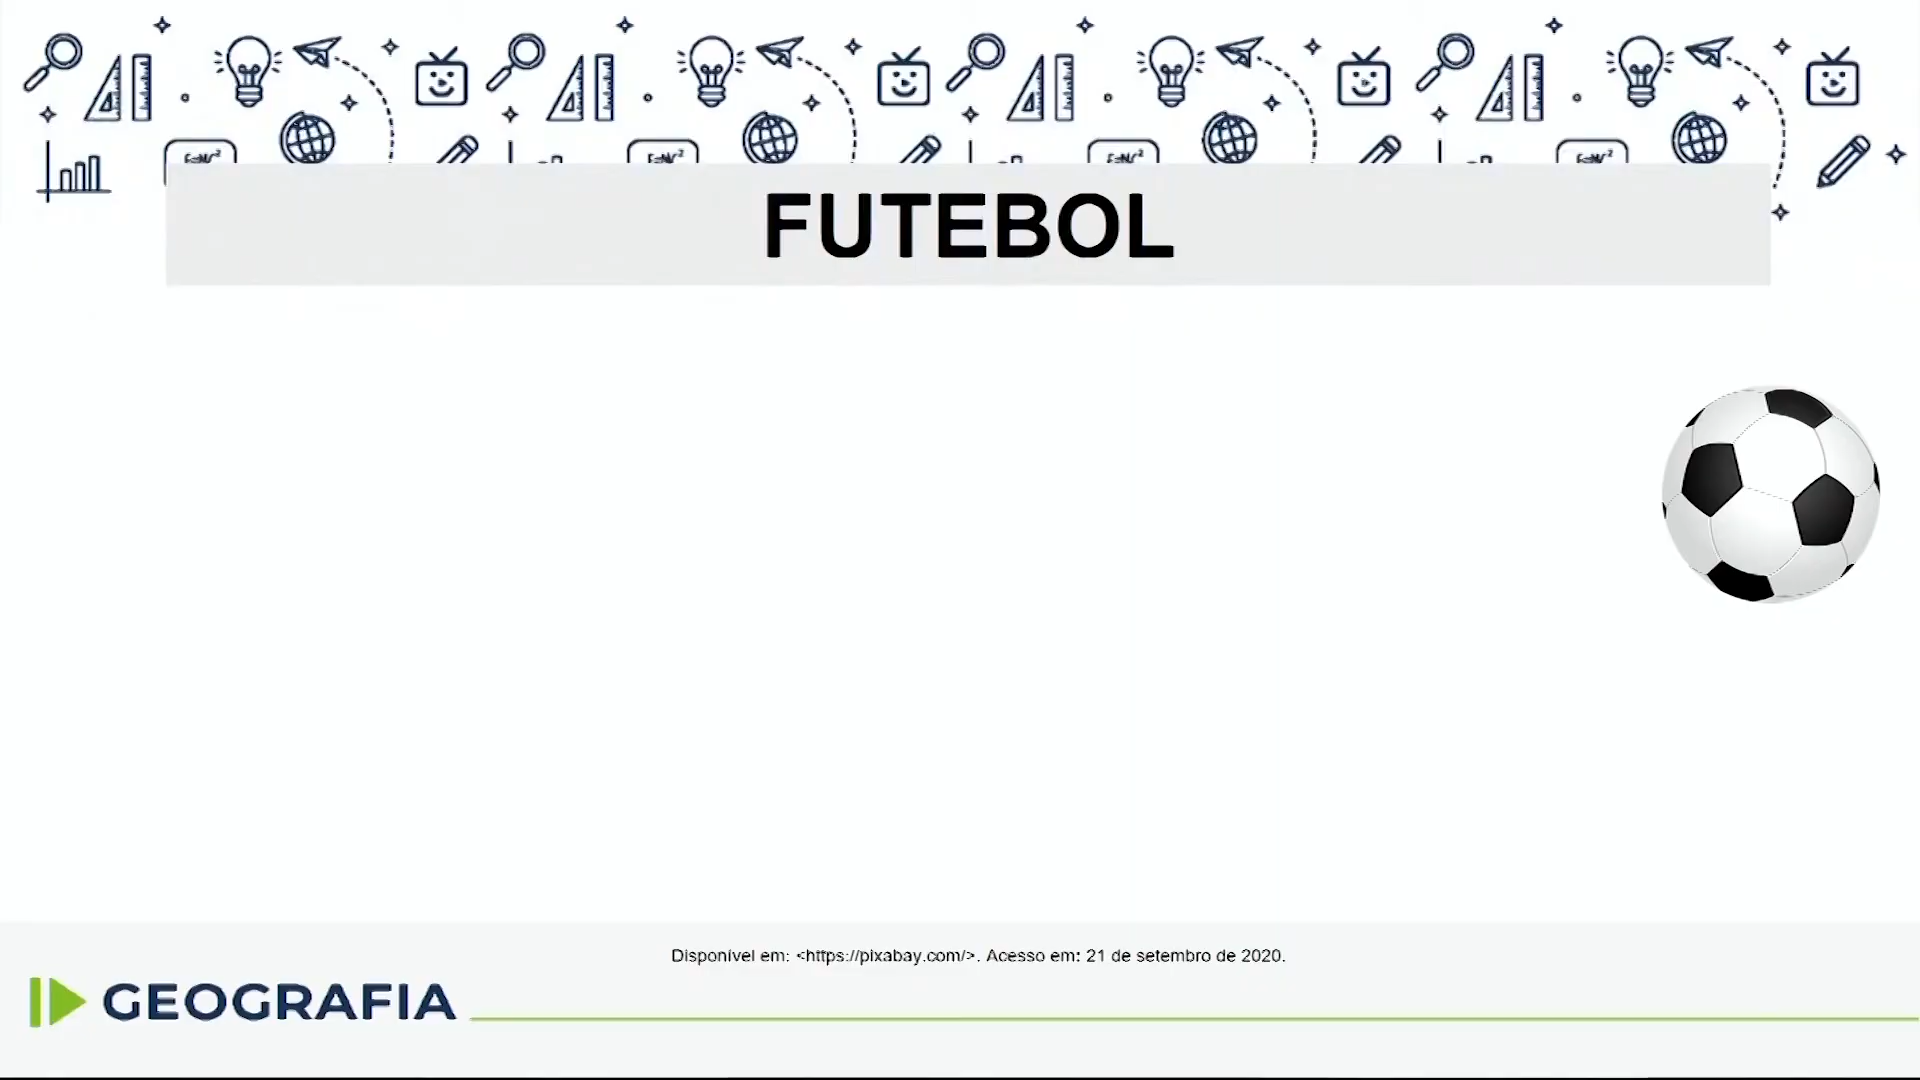 FUTEBOL
Disponível em: <https://pixabay.com/>. Acesso em: 21 de setembro de 2020.
GEOGRAFIA